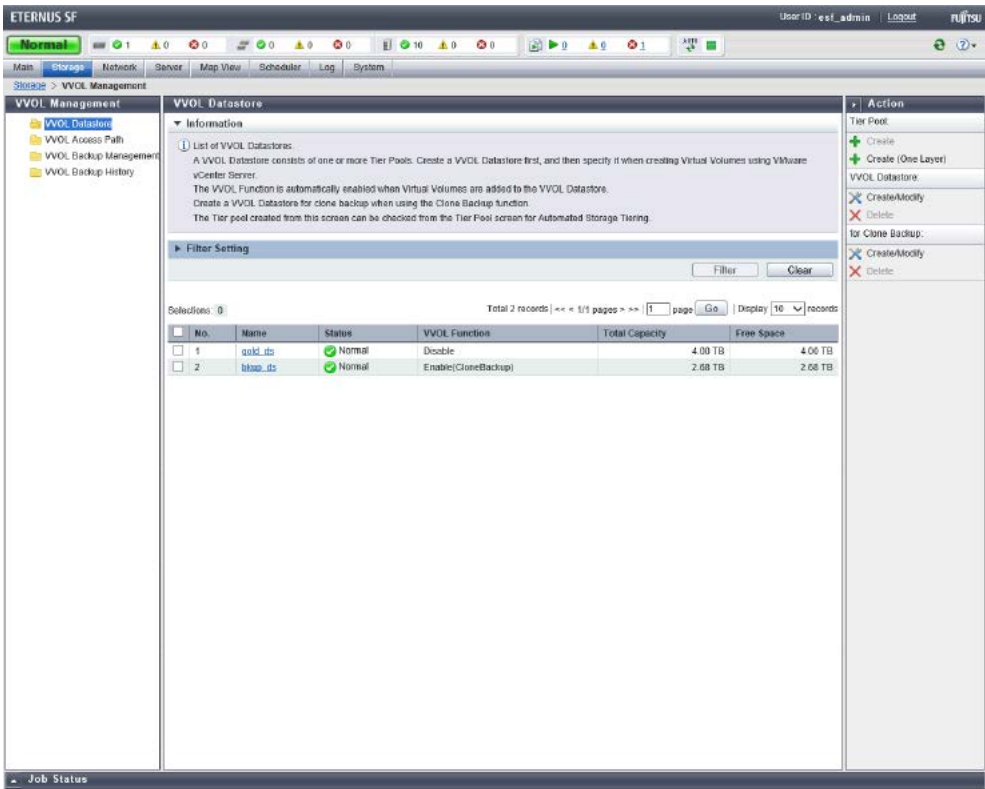 ETERNUS SF
User ID : esf_admin Logout FUJITSU
Normal 1 0 0 0 0 0 10 0 0 0 0 1
Main Storage Network Server Map View Scheduler Log System
Storage > VVOL Management
VVOL Management
VVOL Datastore
VVOL Access Path
VVOL Backup Management
VVOL Backup History
VVOL Datastore
Information
List of VVOL Datastores.
A VVOL Datastore consists of one or more Tier Pools. Create a VVOL Datastore first, and then specify it when creating Virtual Volumes using VMware
vCenter Server.
The VVOL Function is automatically enabled when Virtual Volumes are added to the VVOL Datastore.
Create a VVOL Datastore for clone backup when using the Clone Backup function.
The Tier pool created from this screen can be checked from the Tier Pool screen for Automated Storage Tiering.
Filter Setting
Filter Clear
Selections: 0 Total 2 records | << < 1/1 pages > >> | 1 page Go | Display 10 records
No. Name Status VVOL Function Total Capacity Free Space
1 gold_ds Normal Disable 4.00 TB 4.00 TB
2 bkup_ds Normal Enable(CloneBackup) 2.68 TB 2.68 TB
Action
Tier Pool:
Create
Create (One Layer)
VVOL Datastore:
Create/Modify
Delete
for Clone Backup:
Create/Modify
Delete
Job Status